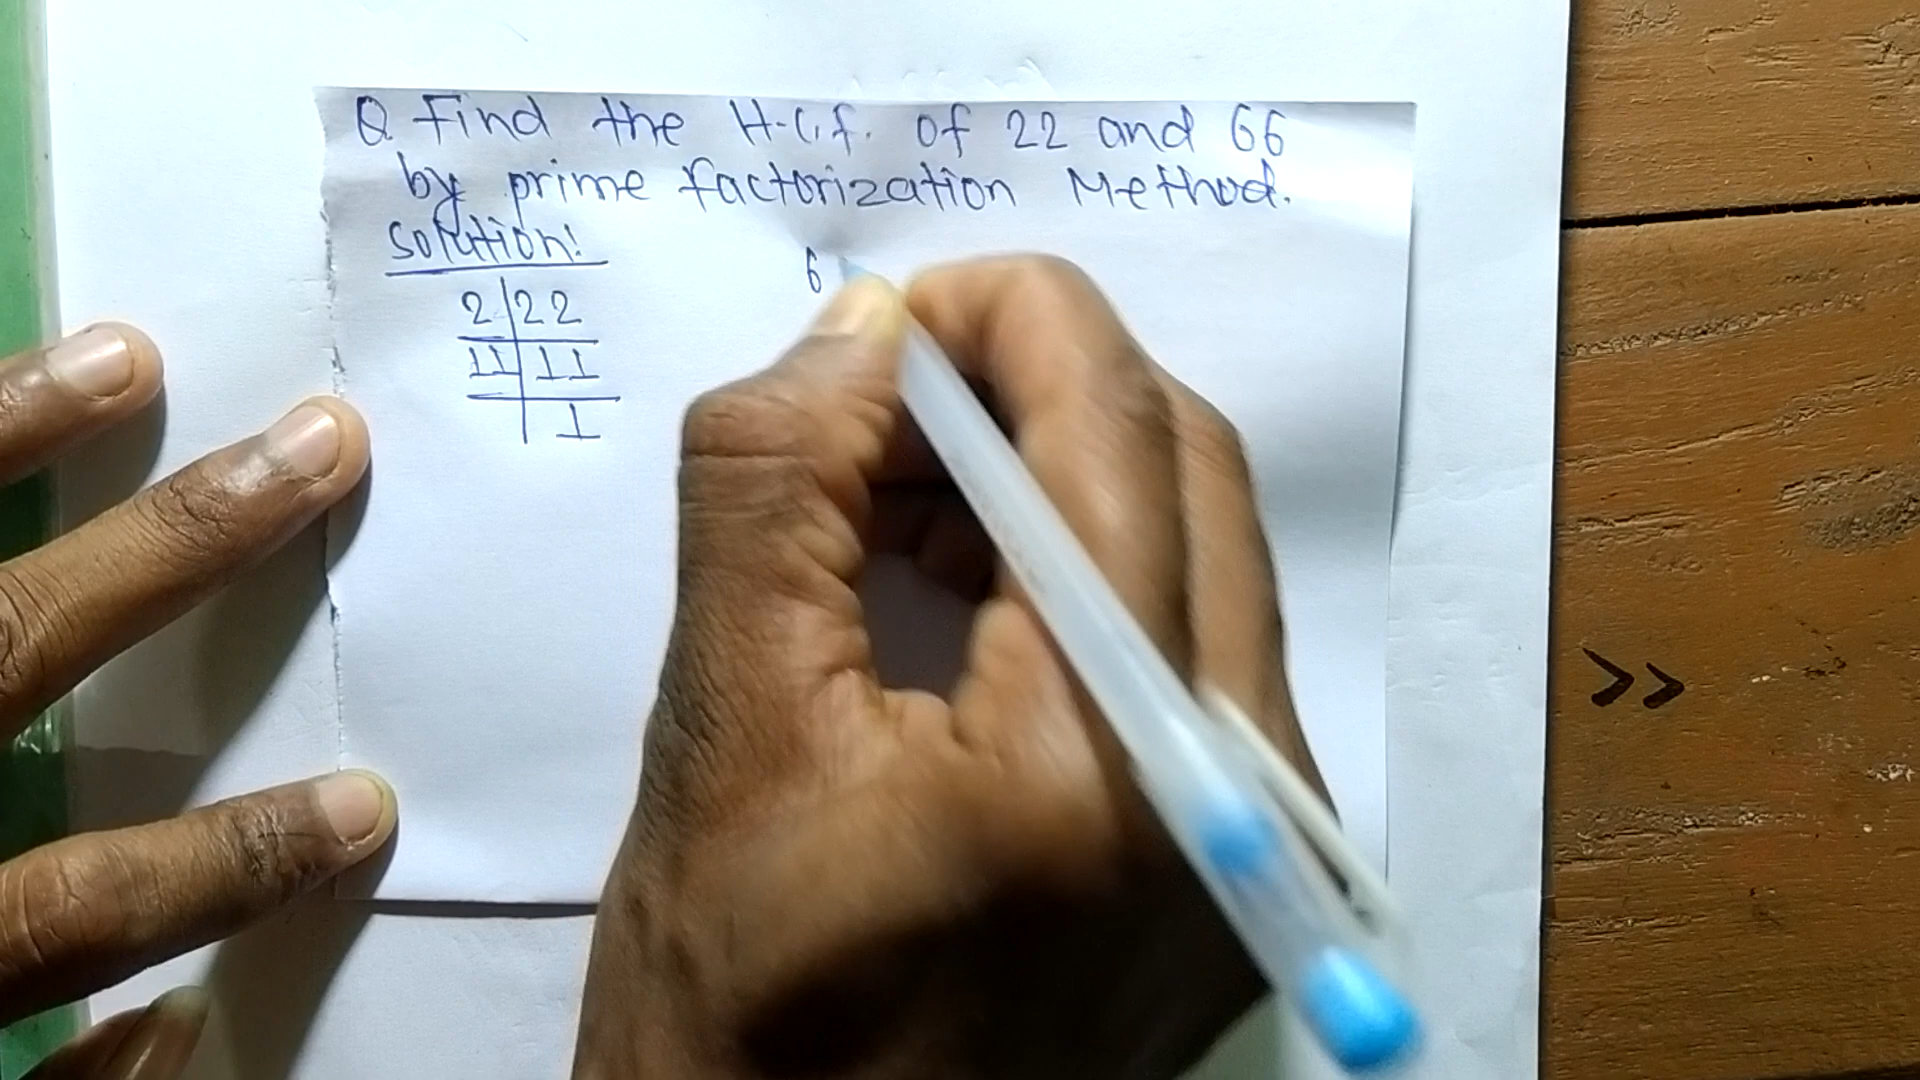 Q. Find the H.C.f. of 22 and 66
by prime factorization Method.
Solution:
2 | 22
11 | 11
1
6
>>